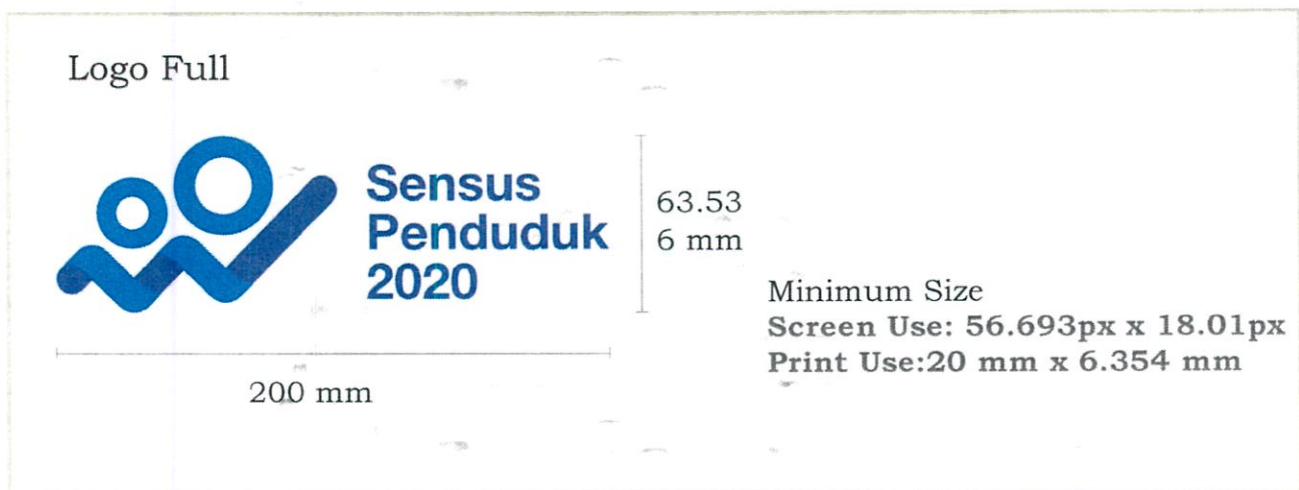 Logo Full
Sensus
Penduduk
2020
63.53
6 mm
Minimum Size
Screen Use: 56.693px x 18.01px
Print Use:20 mm x 6.354 mm
200 mm